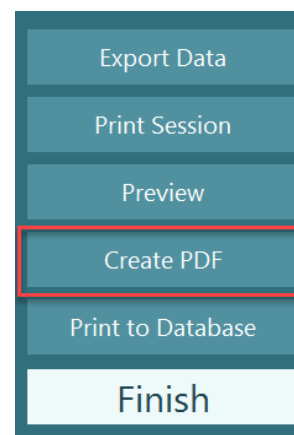 Export Data
Print Session
Preview
Create PDF
Print to Database
Finish